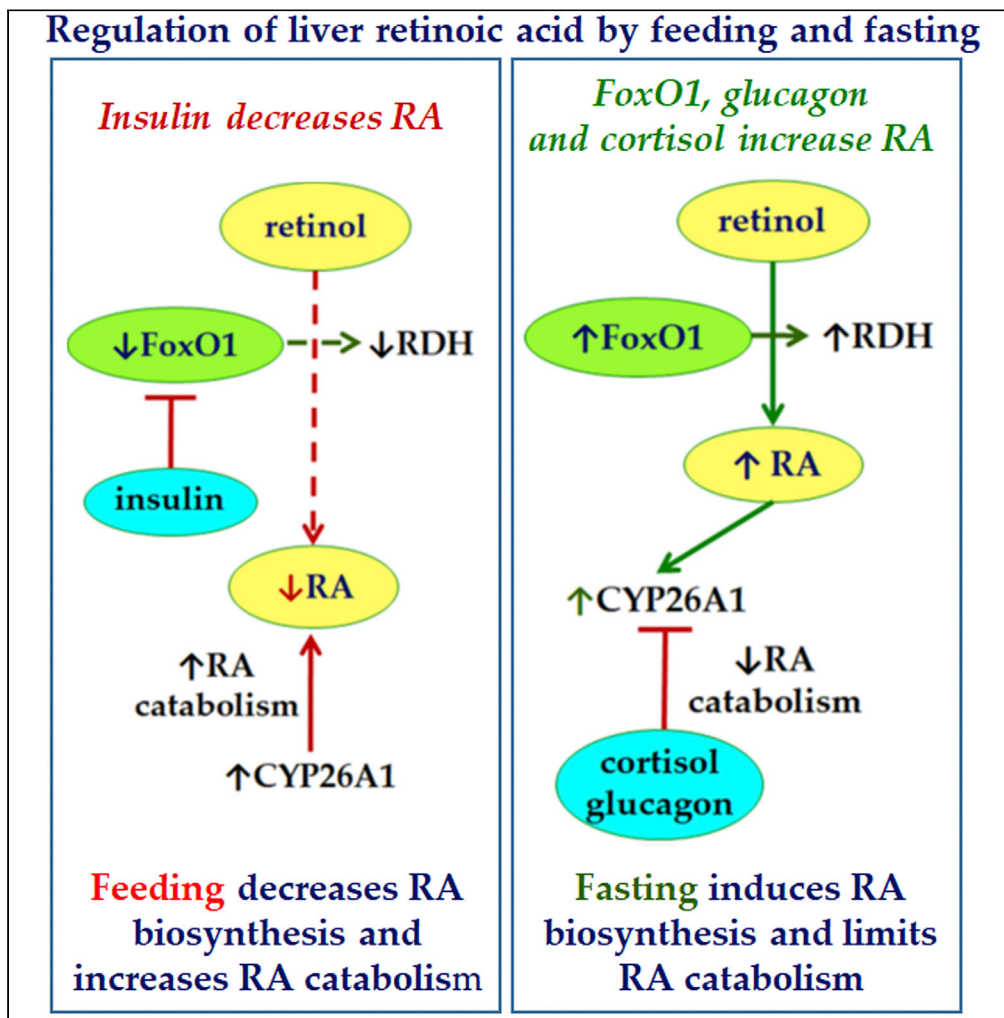 Regulation of liver retinoic acid by feeding and fasting
Insulin decreases RA
retinol
↓FoxO1
↓RDH
insulin
↓RA
↑RA
catabolism
↑CYP26A1
Feeding decreases RA
biosynthesis and
increases RA catabolism
FoxO1, glucagon
and cortisol increase RA
retinol
↑FoxO1
↑RDH
↑ RA
↑CYP26A1
↓RA
catabolism
cortisol
glucagon
Fasting induces RA
biosynthesis and limits
RA catabolism